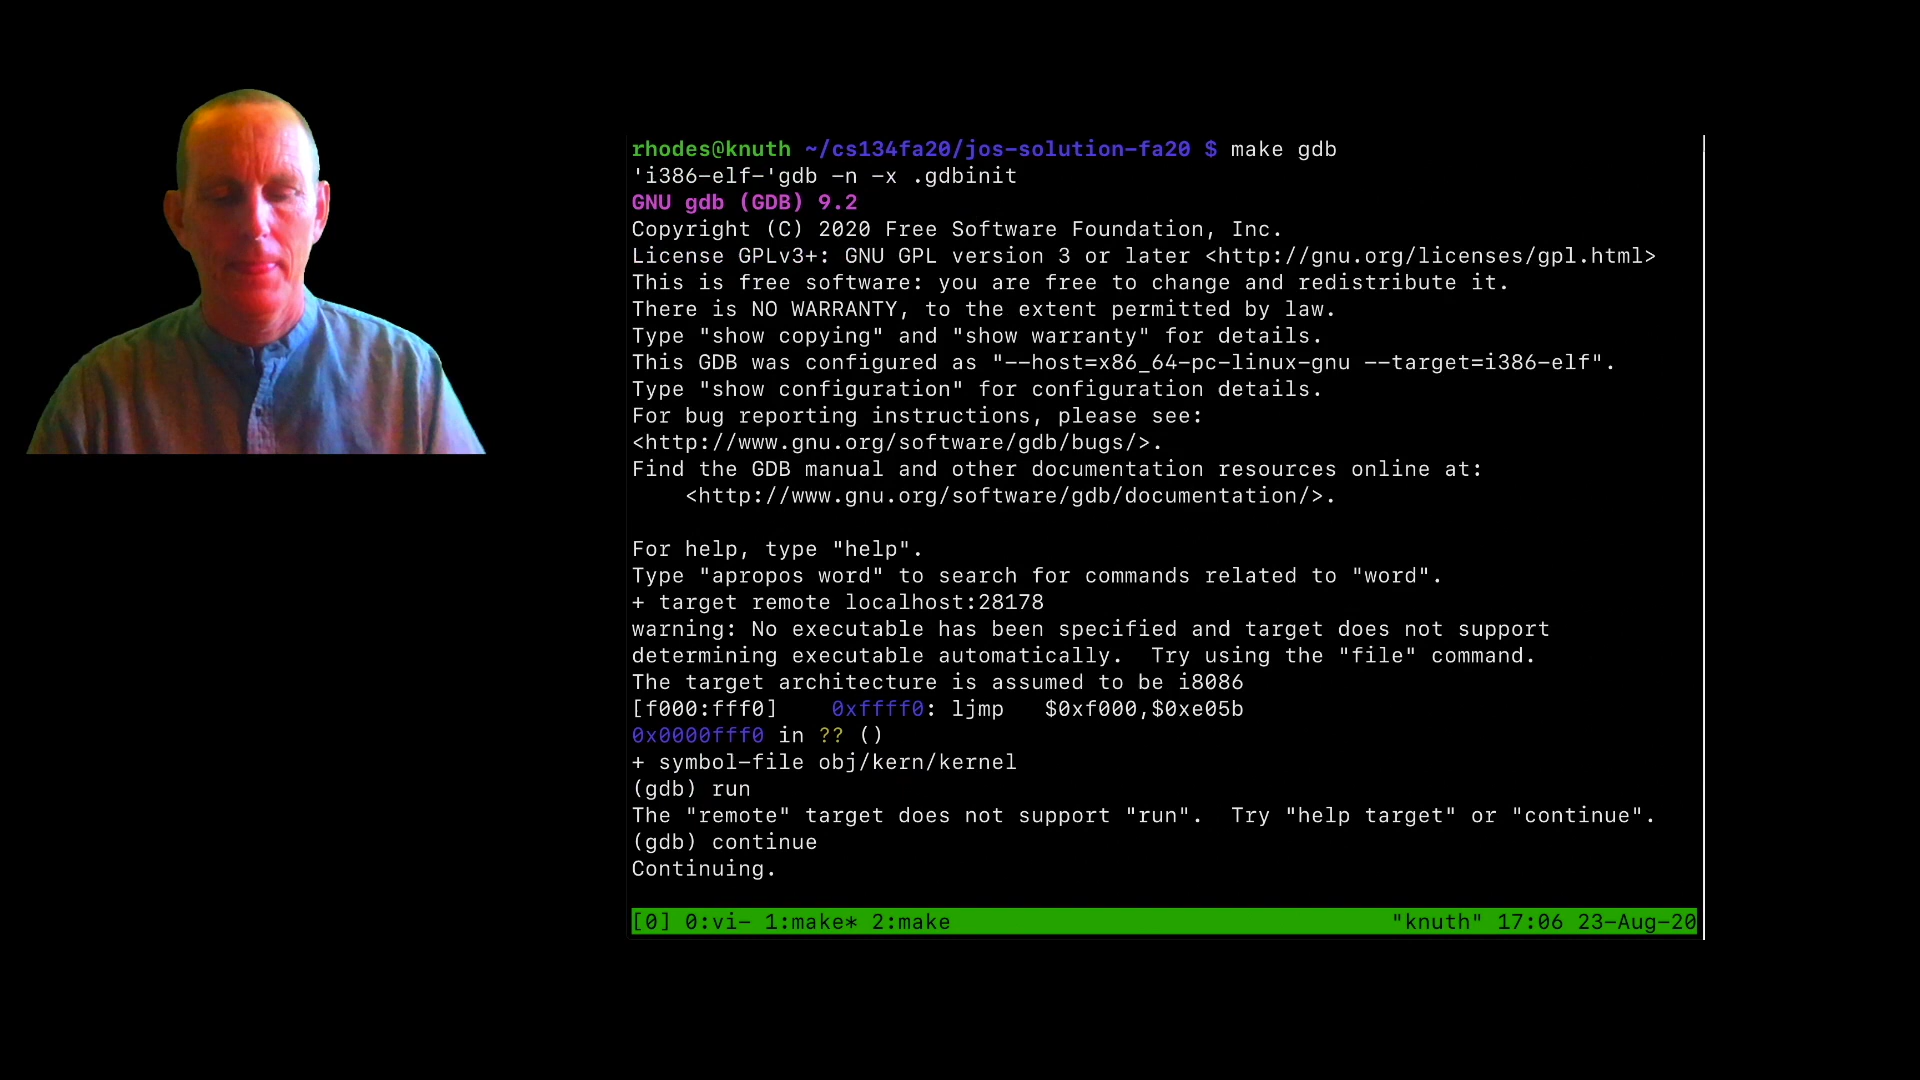 rhodes@knuth ~/cs134fa20/jos-solution-fa20 $ make gdb
'i386-elf-'gdb -n -x .gdbinit
GNU gdb (GDB) 9.2
Copyright (C) 2020 Free Software Foundation, Inc.
License GPLv3+: GNU GPL version 3 or later <http://gnu.org/licenses/gpl.html>
This is free software: you are free to change and redistribute it.
There is NO WARRANTY, to the extent permitted by law.
Type "show copying" and "show warranty" for details.
This GDB was configured as "--host=x86_64-pc-linux-gnu --target=i386-elf".
Type "show configuration" for configuration details.
For bug reporting instructions, please see:
<http://www.gnu.org/software/gdb/bugs/>.
Find the GDB manual and other documentation resources online at:
    <http://www.gnu.org/software/gdb/documentation/>.

For help, type "help".
Type "apropos word" to search for commands related to "word".
+ target remote localhost:28178
warning: No executable has been specified and target does not support
determining executable automatically.  Try using the "file" command.
The target architecture is assumed to be i8086
[f000:fff0]    0xffff0: ljmp   $0xf000,$0xe05b
0x0000fff0 in ?? ()
+ symbol-file obj/kern/kernel
(gdb) run
The "remote" target does not support "run".  Try "help target" or "continue".
(gdb) continue
Continuing.
[0] 0:vi- 1:make* 2:make "knuth" 17:06 23-Aug-20